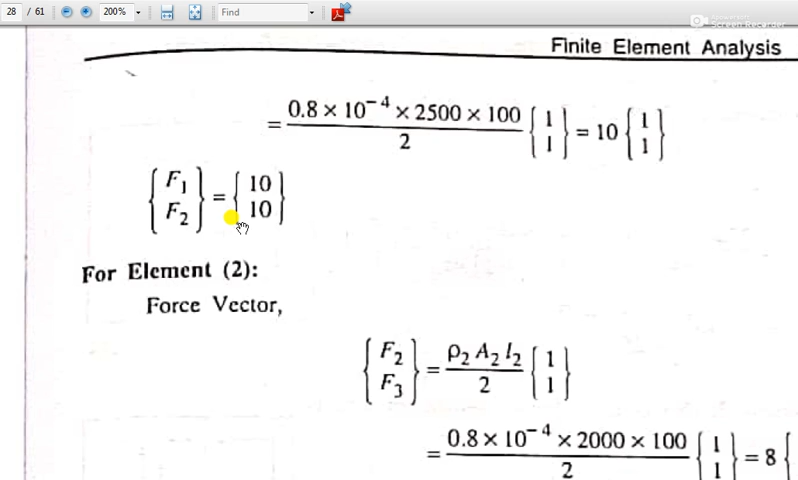 28 / 61 200% Find
Screen Recorder
Finite Element Analysis
= 0.8 × 10⁻⁴ × 2500 × 100 / 2 { 1 1 } = 10 { 1 1 }
{ F₁ F₂ } = { 10 10 }
For Element (2):
Force Vector,
{ F₂ F₃ } = ρ₂ A₂ l₂ / 2 { 1 1 }
= 0.8 × 10⁻⁴ × 2000 × 100 / 2 { 1 1 } = 8 {